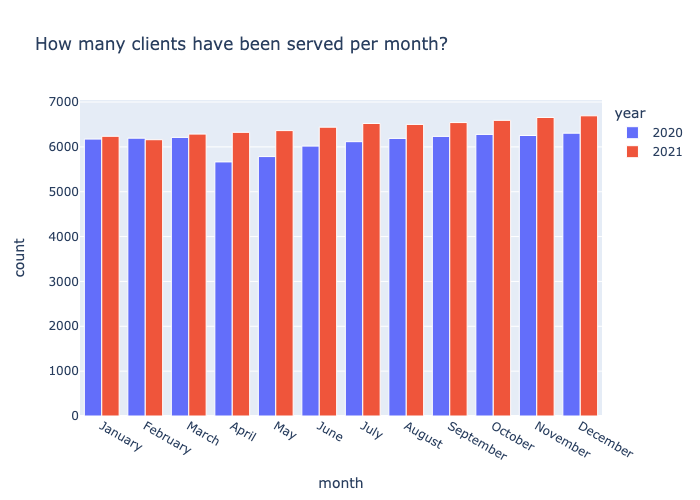 How many clients have been served per month?
7000
6000
5000
4000
3000
2000
1000
0
count
January
February
March
April
May
June
July
August
September
October
November
December
month
year
2020
2021